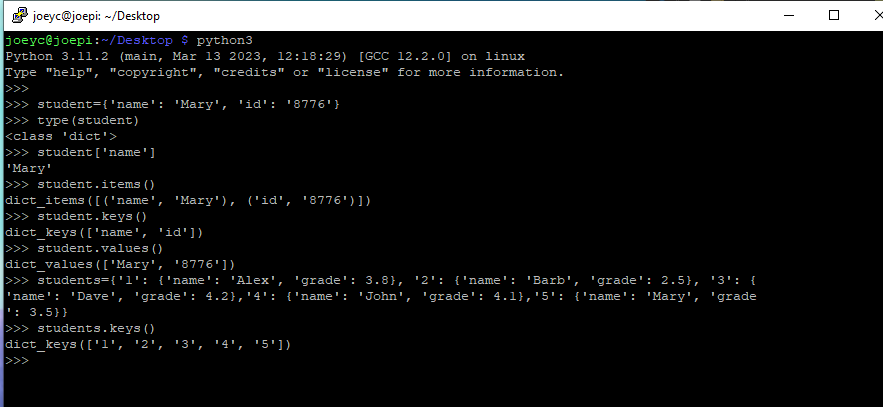 joeyc@joepi: ~/Desktop
joeyc@joepi:~/Desktop $ python3
Python 3.11.2 (main, Mar 13 2023, 12:18:29) [GCC 12.2.0] on linux
Type "help", "copyright", "credits" or "license" for more information.
>>>
>>> student={'name': 'Mary', 'id': '8776'}
>>> type(student)
<class 'dict'>
>>> student['name']
'Mary'
>>> student.items()
dict_items([('name', 'Mary'), ('id', '8776')])
>>> student.keys()
dict_keys(['name', 'id'])
>>> student.values()
dict_values(['Mary', '8776'])
>>> students={'1': {'name': 'Alex', 'grade': 3.8}, '2': {'name': 'Barb', 'grade': 2.5}, '3': {
'name': 'Dave', 'grade': 4.2},'4': {'name': 'John', 'grade': 4.1},'5': {'name': 'Mary', 'grade
': 3.5}}
>>> students.keys()
dict_keys(['1', '2', '3', '4', '5'])
>>>